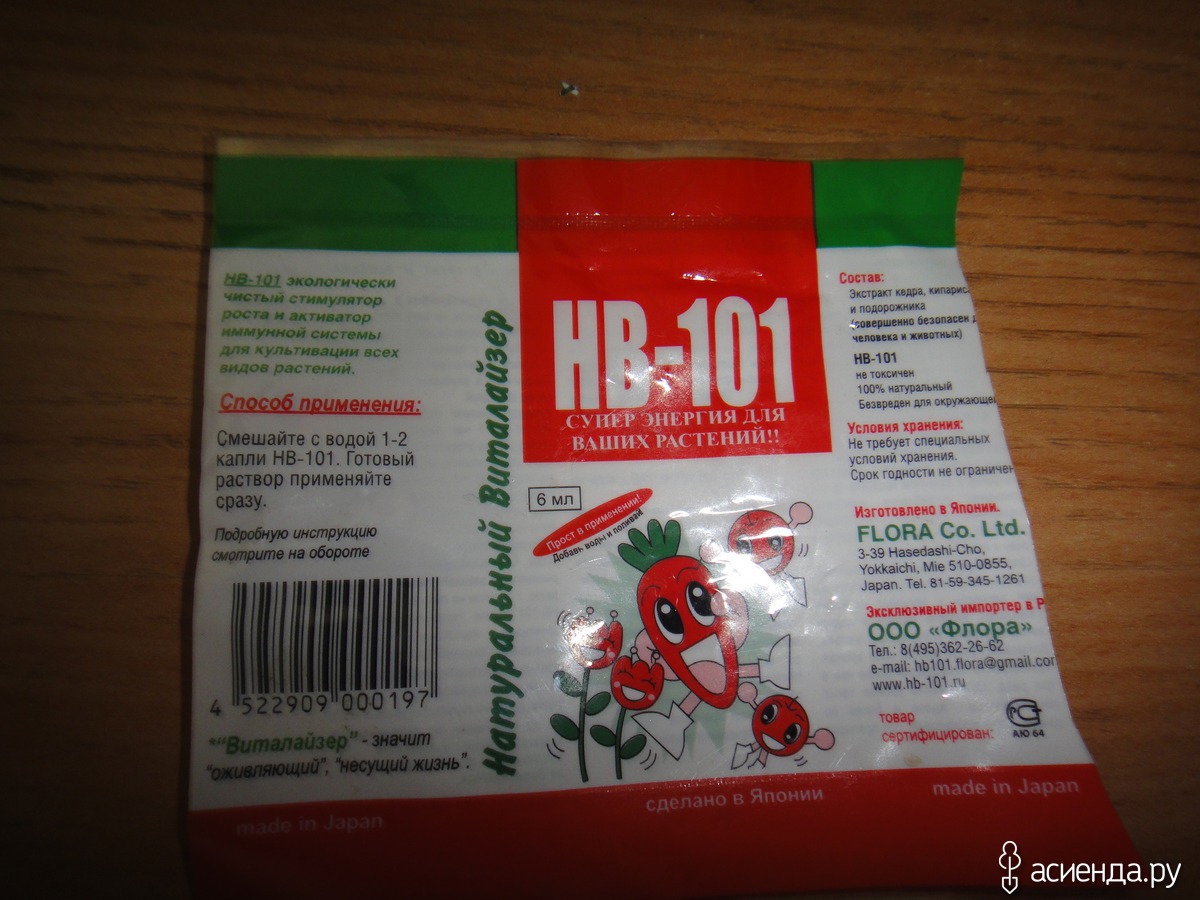 НВ-101 экологически
чистый стимулятор
роста и активатор
иммунной системы
для культивации всех
видов растений.
Способ применения:
Смешайте с водой 1-2
капли НВ-101. Готовый
раствор применяйте
сразу.
Подробную инструкцию
смотрите на обороте
4 522909 000197
*"Виталайзер" - значит
"оживляющий", "несущий жизнь".
made in Japan
Натуральный Виталайзер
НВ-101
СУПЕР ЭНЕРГИЯ ДЛЯ
ВАШИХ РАСТЕНИЙ!!
6 мл
Прост в применении!
Добавь воды и поливай
сделано в Японии
Состав:
Экстракт кедра, кипарис
и подорожника
(совершенно безопасен д
человека и животных)
НВ-101
не токсичен
100% натуральный
Безвреден для окружающе
Условия хранения:
Не требует специальных
условий хранения.
Срок годности не ограничен
Изготовлено в Японии.
FLORA Co. Ltd.
3-39 Hasedashi-Cho,
Yokkaichi, Mie 510-0855,
Japan. Tel. 81-59-345-1261
Эксклюзивный импортер в Р
ООО «Флора»
Тел.: 8(495)362-26-62
e-mail: hb101.flora@gmail.com
www.hb-101.ru
товар
сертифицирован:
АЮ 64
made in Japan
асиенда.ру